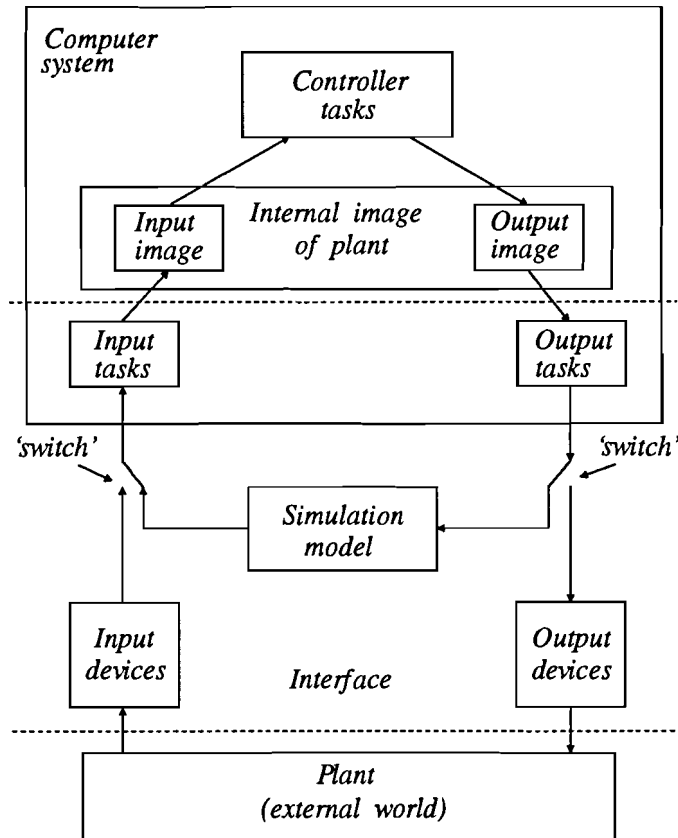 Computer
system
Controller
tasks
Input
image
Internal image
of plant
Output
image
Input
tasks
Output
tasks
‘switch’
‘switch’
Simulation
model
Input
devices
Interface
Output
devices
Plant
(external world)